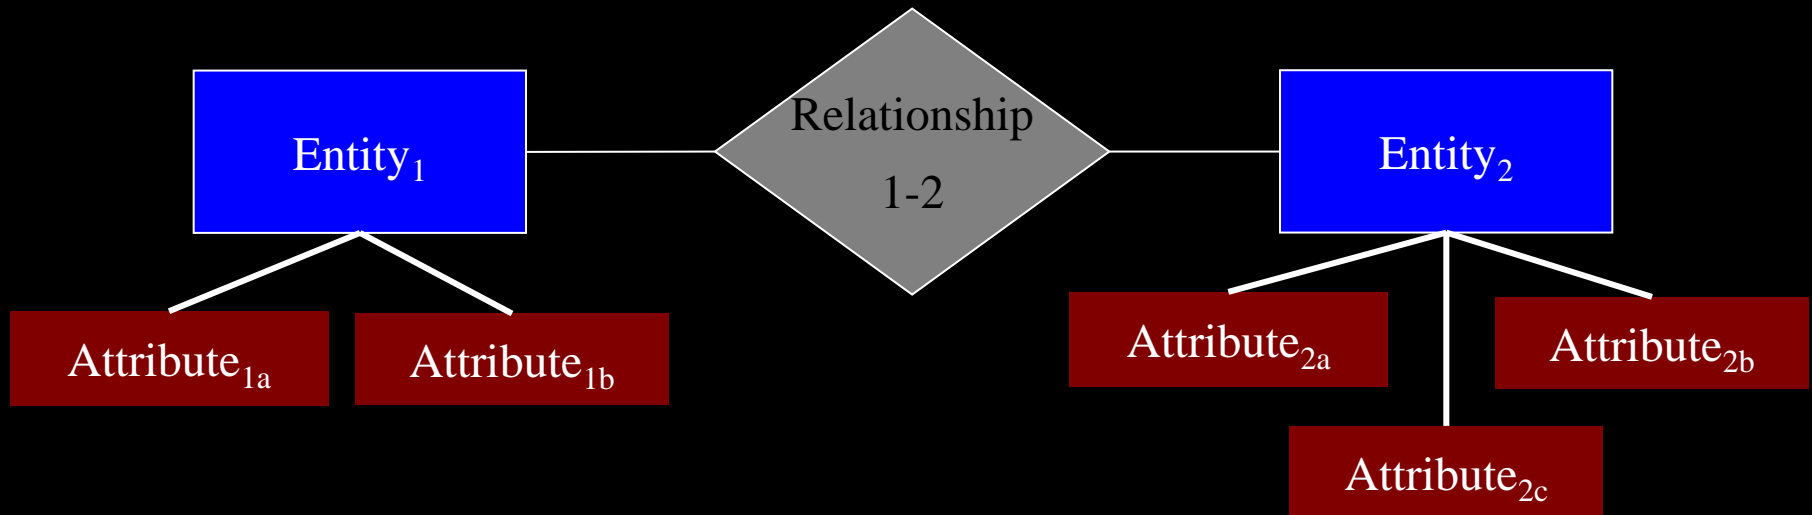 Relationship
1-2
Entity₁
Entity₂
Attribute₁ₐ
Attribute₁b
Attribute₂ₐ
Attribute₂b
Attribute₂c